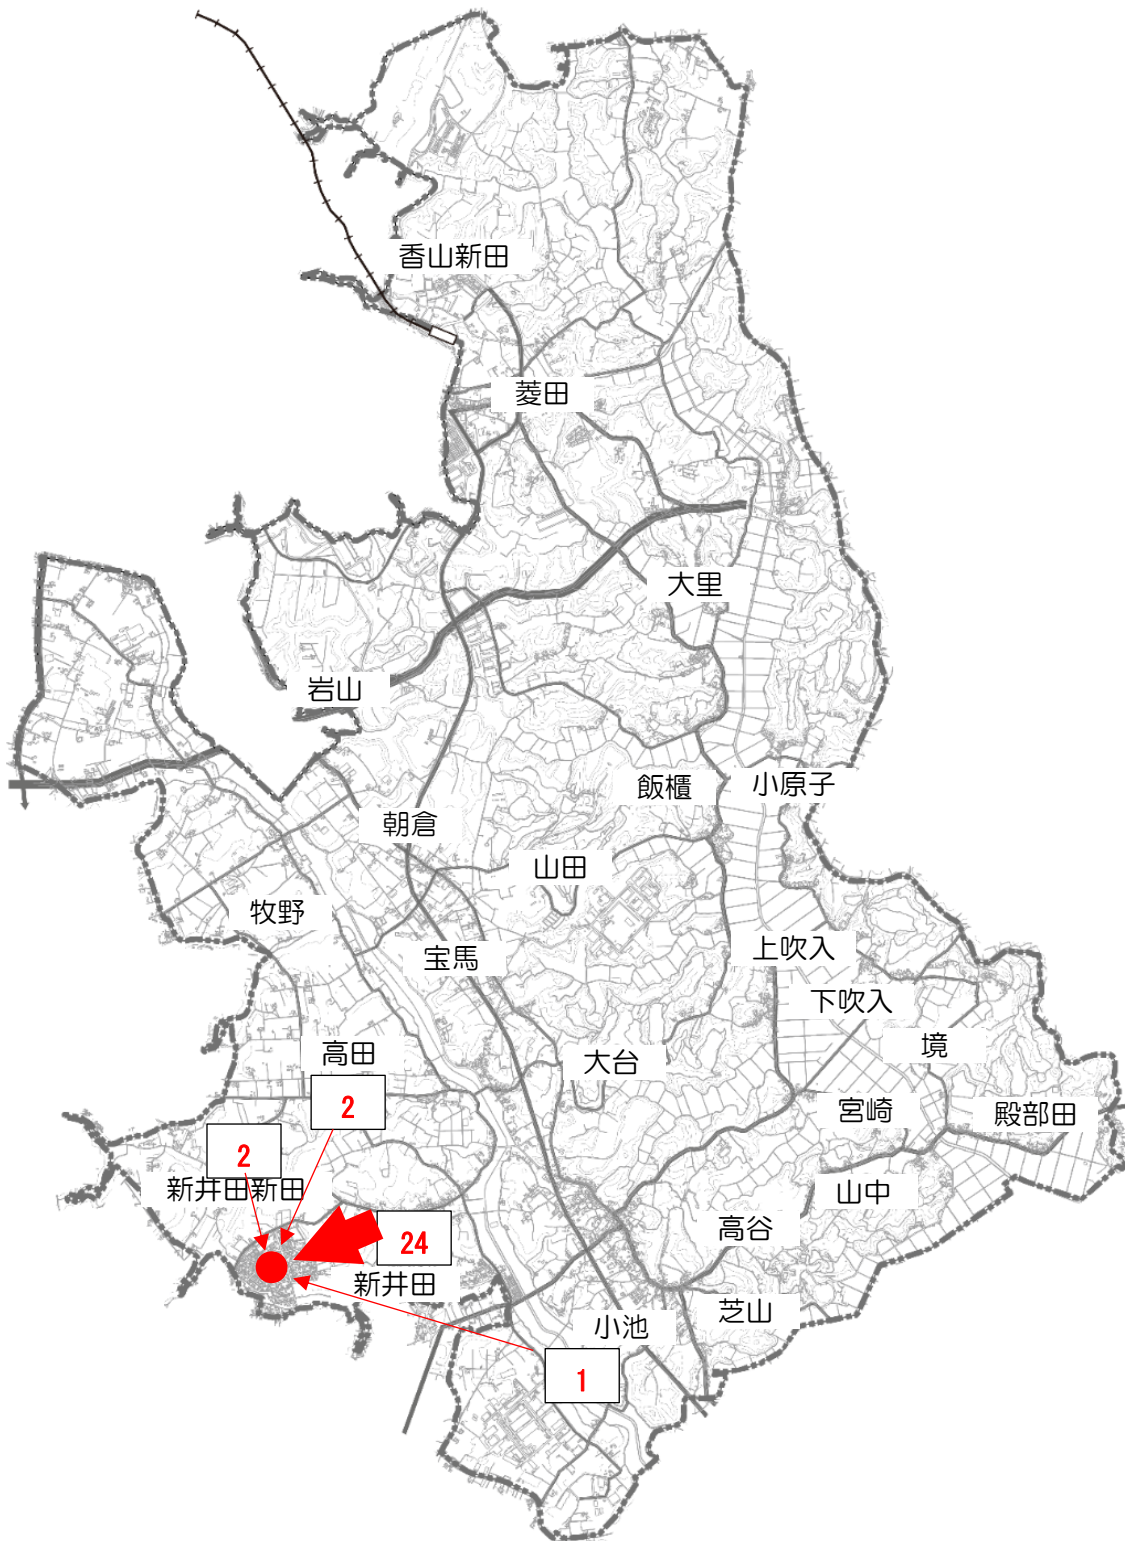 香山新田
菱田
大里
岩山
飯櫃
小原子
朝倉
山田
牧野
宝馬
上吹入
下吹入
境
高田
大台
2
宮崎
殿部田
2
新井田新田
山中
高谷
24
新井田
芝山
小池
1